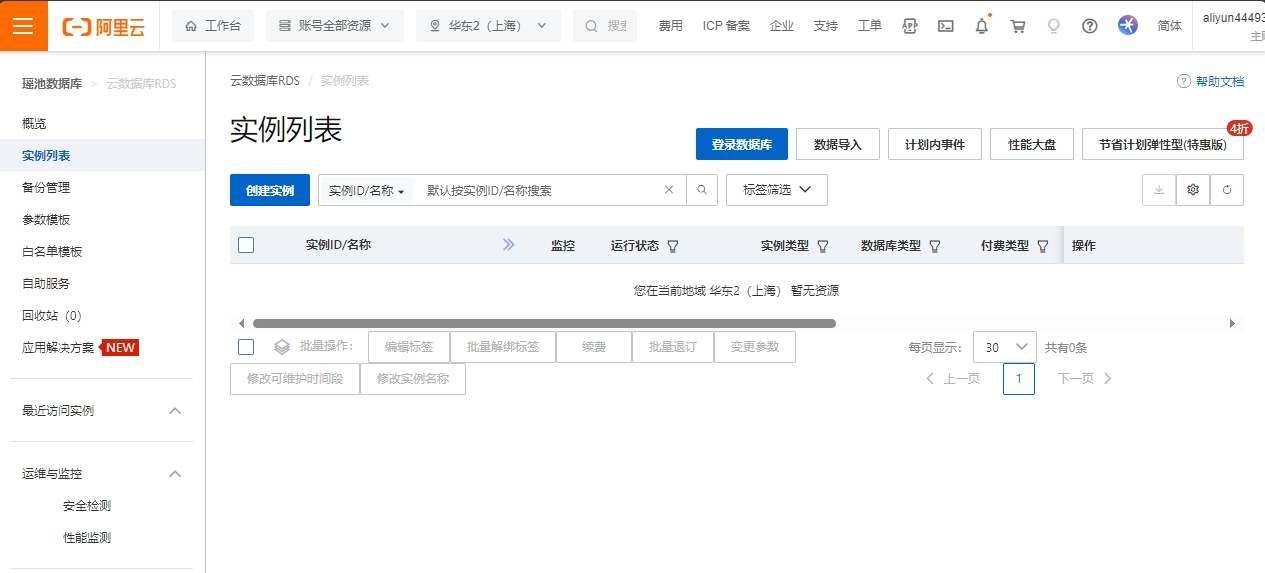 阿里云 工作台 账号全部资源 华东2（上海） 搜索 费用 ICP 备案 企业 支持 工单 APP 简体 aliyun44493
主账
瑶池数据库 > 云数据库RDS
概览
实例列表
备份管理
参数模板
白名单模板
自助服务
回收站（0）
应用解决方案 NEW
最近访问实例
运维与监控
安全检测
性能监测
云数据库RDS / 实例列表
帮助文档
实例列表
登录数据库 数据导入 计划内事件 性能大盘 节省计划弹性型(特惠版) 4折
创建实例 实例ID/名称 默认按实例ID/名称搜索 标签筛选
实例ID/名称 监控 运行状态 实例类型 数据库类型 付费类型 操作
您在当前地域 华东2（上海） 暂无资源
批量操作： 编辑标签 批量解绑标签 续费 批量退订 变更参数 每页显示： 30 共有0条
修改可维护时间段 修改实例名称 上一页 1 下一页